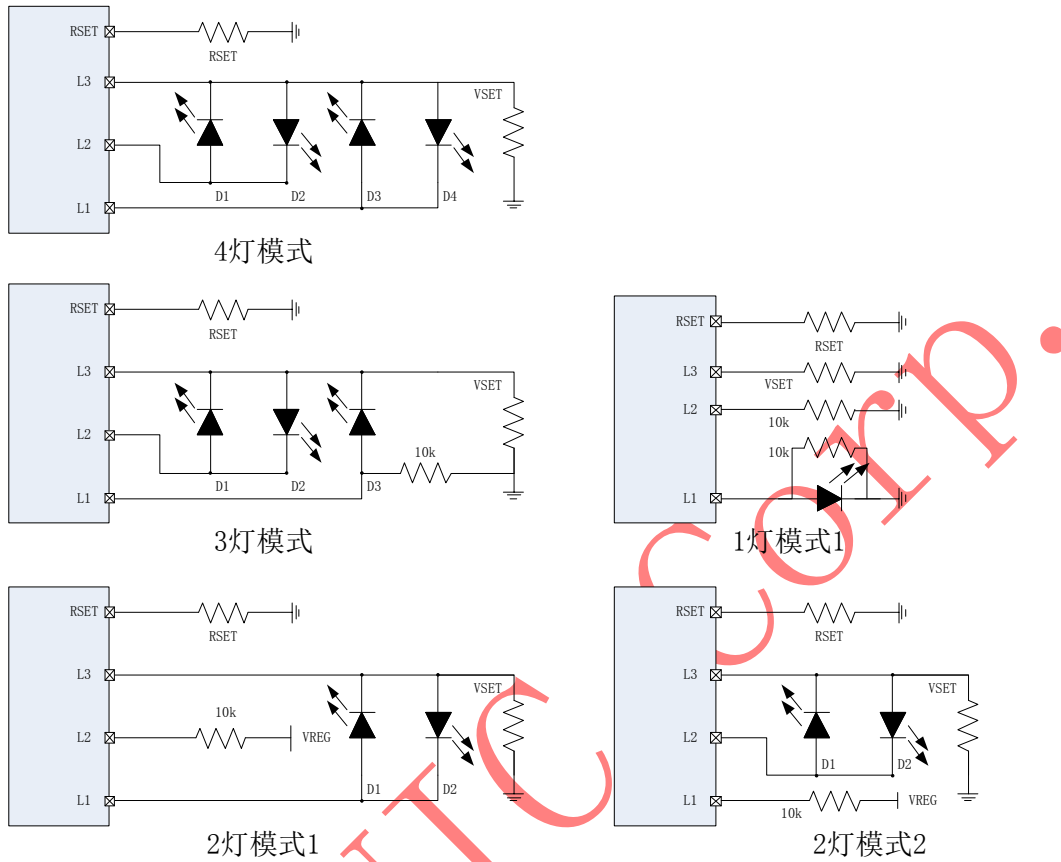 RSET
RSET
L3
VSET
L2
L1
D1
D2
D3
D4
4灯模式
RSET
RSET
L3
VSET
L2
10k
L1
D1
D2
D3
3灯模式
RSET
RSET
L3
VSET
L2
10k
10k
L1
1灯模式1
RSET
RSET
L3
VSET
10k
L2
VREG
L1
D1
D2
2灯模式1
RSET
RSET
L3
VSET
L2
D1
D2
L1
10k
VREG
2灯模式2
Corp.